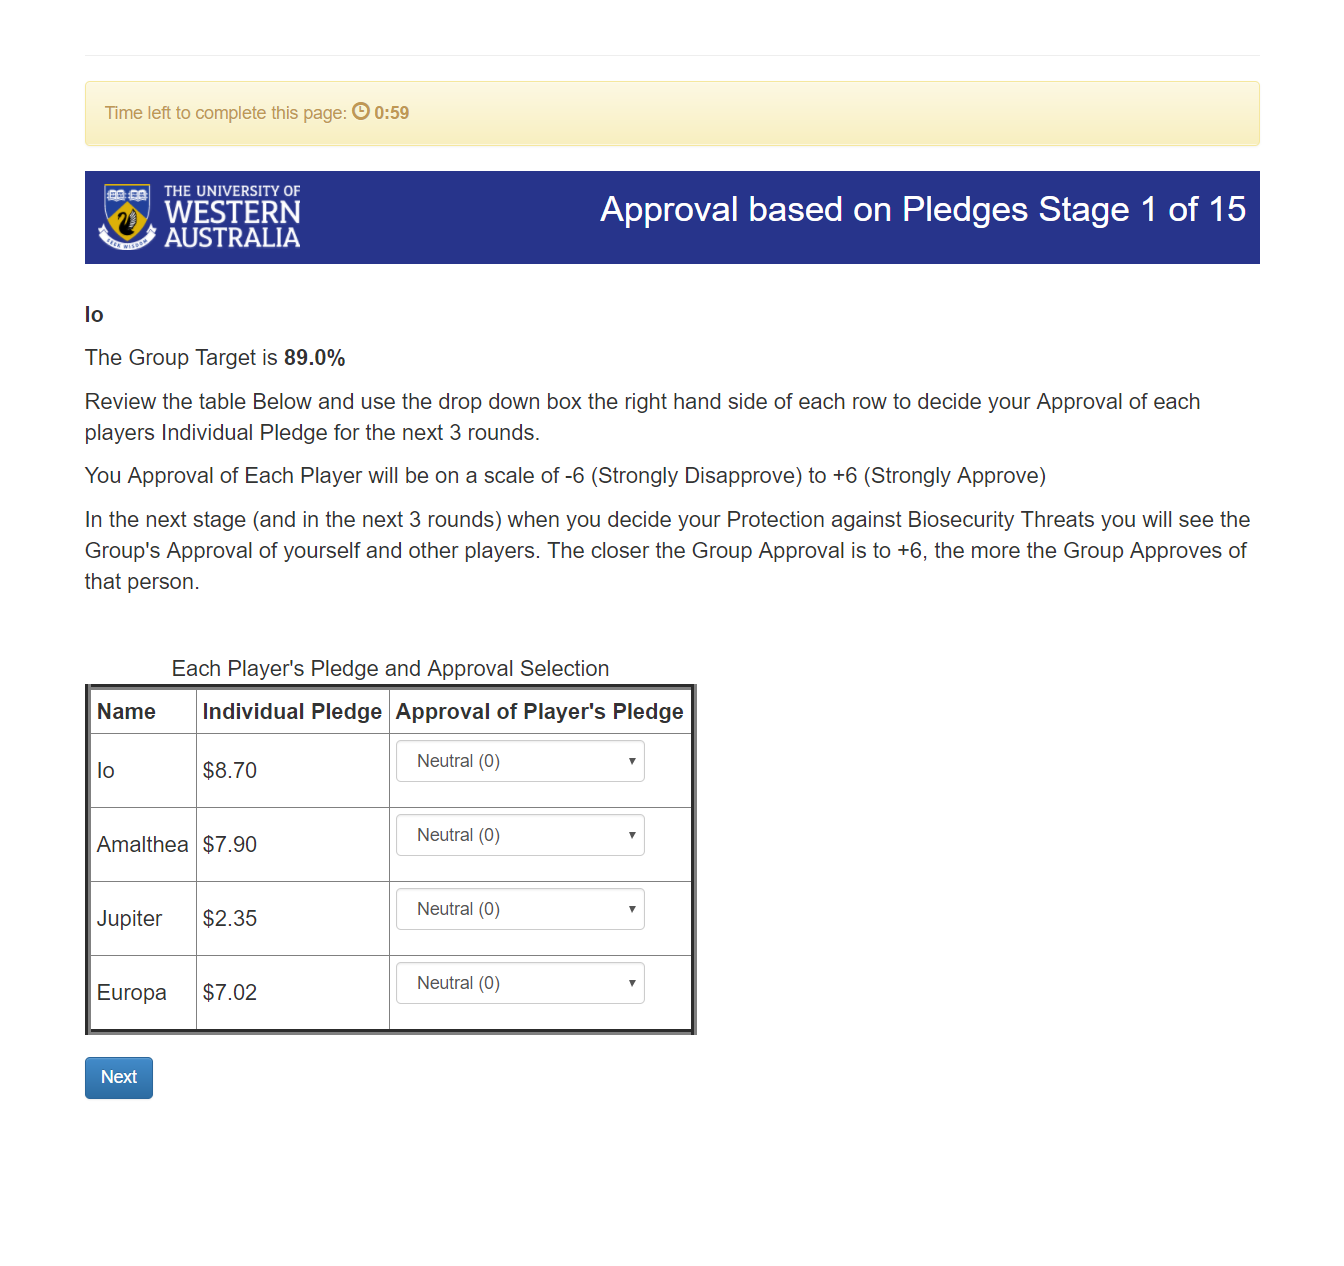 Time left to complete this page: 0:59
THE UNIVERSITY OF
WESTERN
AUSTRALIA
SEEK WISDOM
Approval based on Pledges Stage 1 of 15
Io
The Group Target is 89.0%
Review the table Below and use the drop down box the right hand side of each row to decide your Approval of each
players Individual Pledge for the next 3 rounds.
You Approval of Each Player will be on a scale of -6 (Strongly Disapprove) to +6 (Strongly Approve)
In the next stage (and in the next 3 rounds) when you decide your Protection against Biosecurity Threats you will see the
Group's Approval of yourself and other players. The closer the Group Approval is to +6, the more the Group Approves of
that person.
Each Player's Pledge and Approval Selection
Name Individual Pledge Approval of Player's Pledge
Io $8.70 Neutral (0)
Amalthea $7.90 Neutral (0)
Jupiter $2.35 Neutral (0)
Europa $7.02 Neutral (0)
Next